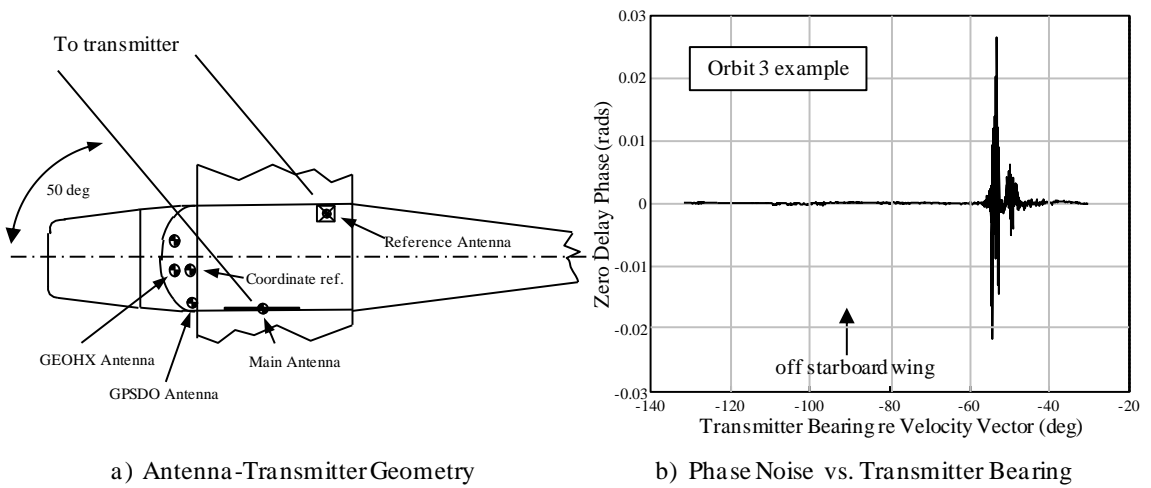 To transmitter
50 deg
Reference Antenna
Coordinate ref.
GEOHX Antenna
Main Antenna
GPSDO Antenna
a) Antenna-Transmitter Geometry
0.03
0.02
0.01
0
-0.01
-0.02
-0.03
Zero Delay Phase (rads)
Orbit 3 example
off starboard wing
-140 -120 -100 -80 -60 -40 -20
Transmitter Bearing re Velocity Vector (deg)
b) Phase Noise vs. Transmitter Bearing